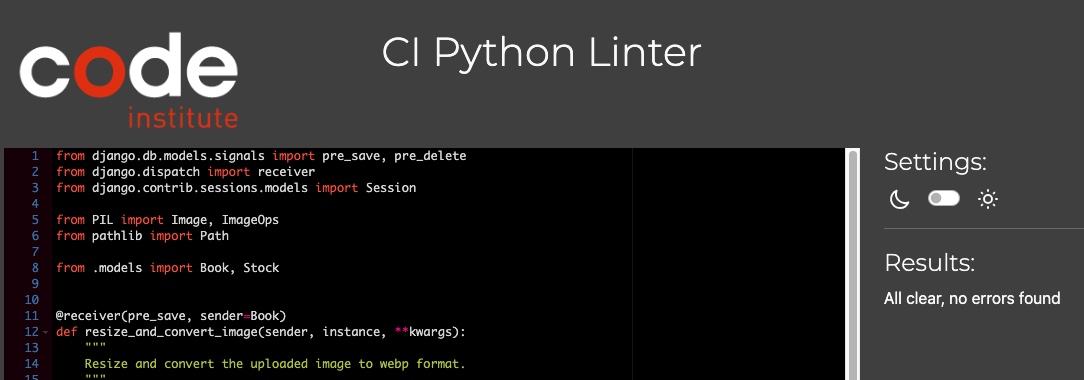 code
institute
CI Python Linter
1 from django.db.models.signals import pre_save, pre_delete
2 from django.dispatch import receiver
3 from django.contrib.sessions.models import Session
4
5 from PIL import Image, ImageOps
6 from pathlib import Path
7
8 from .models import Book, Stock
9
10
11 @receiver(pre_save, sender=Book)
12 def resize_and_convert_image(sender, instance, **kwargs):
13 """
14 Resize and convert the uploaded image to webp format.
15 """
Settings:
Results:
All clear, no errors found